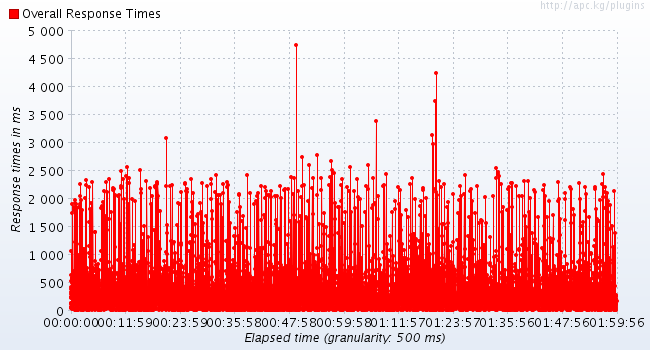 http://apc.kg/plugins
Overall Response Times
5 000
4 500
4 000
3 500
3 000
2 500
2 000
1 500
1 000
500
0
Response times in ms
00:00:00 00:11:59 00:23:59 00:35:58 00:47:58 00:59:58 01:11:57 01:23:57 01:35:56 01:47:56 01:59:56
Elapsed time (granularity: 500 ms)